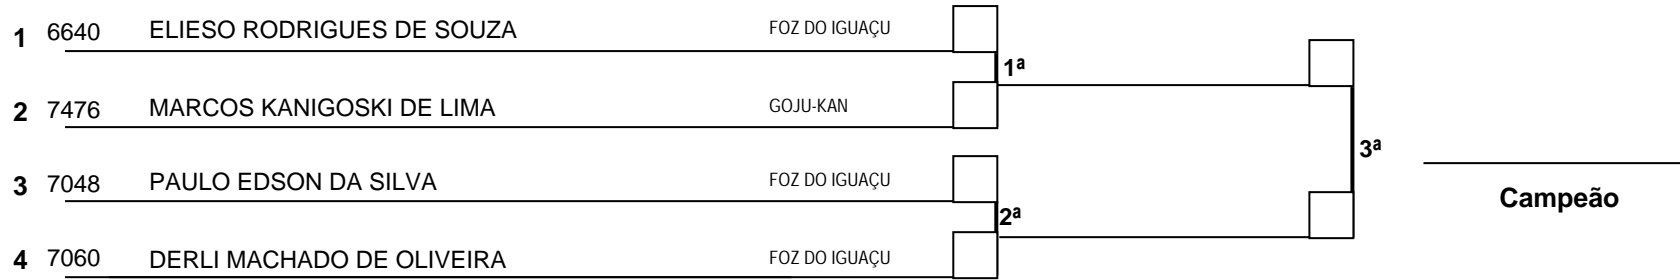 1 6640 ELIESO RODRIGUES DE SOUZA FOZ DO IGUAÇU
1ª
2 7476 MARCOS KANIGOSKI DE LIMA GOJU-KAN
3ª
3 7048 PAULO EDSON DA SILVA FOZ DO IGUAÇU
Campeão
2ª
4 7060 DERLI MACHADO DE OLIVEIRA FOZ DO IGUAÇU